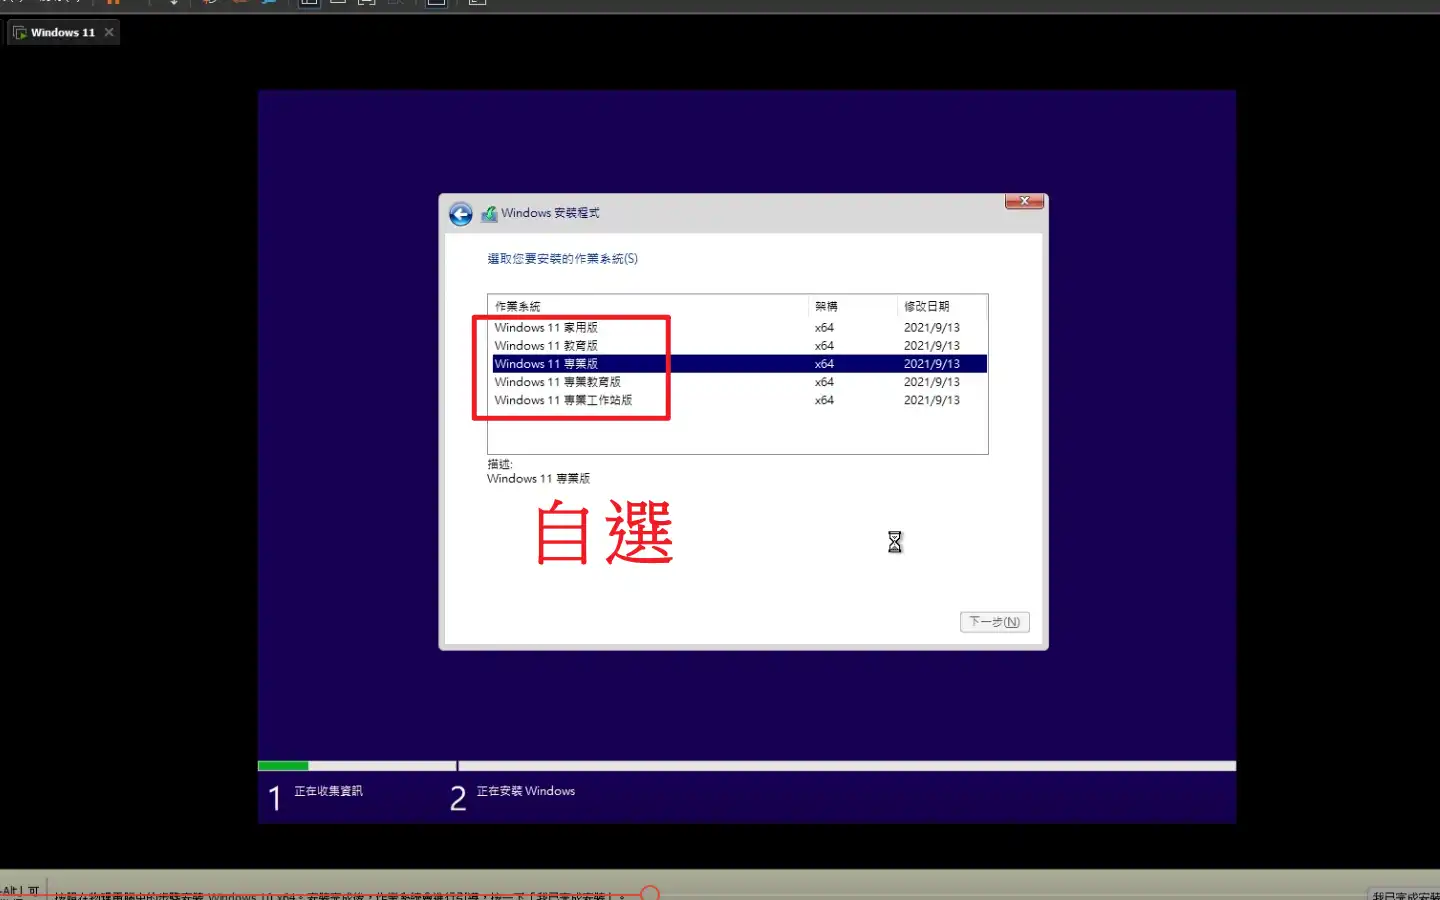 Windows 11
Windows 安裝程式
選取您要安裝的作業系統(S)
作業系統 架構 修改日期
Windows 11 家用版 x64 2021/9/13
Windows 11 教育版 x64 2021/9/13
Windows 11 專業版 x64 2021/9/13
Windows 11 專業教育版 x64 2021/9/13
Windows 11 專業工作站版 x64 2021/9/13
描述:
Windows 11 專業版
自選
下一步(N)
1 正在收集資訊
2 正在安裝 Windows